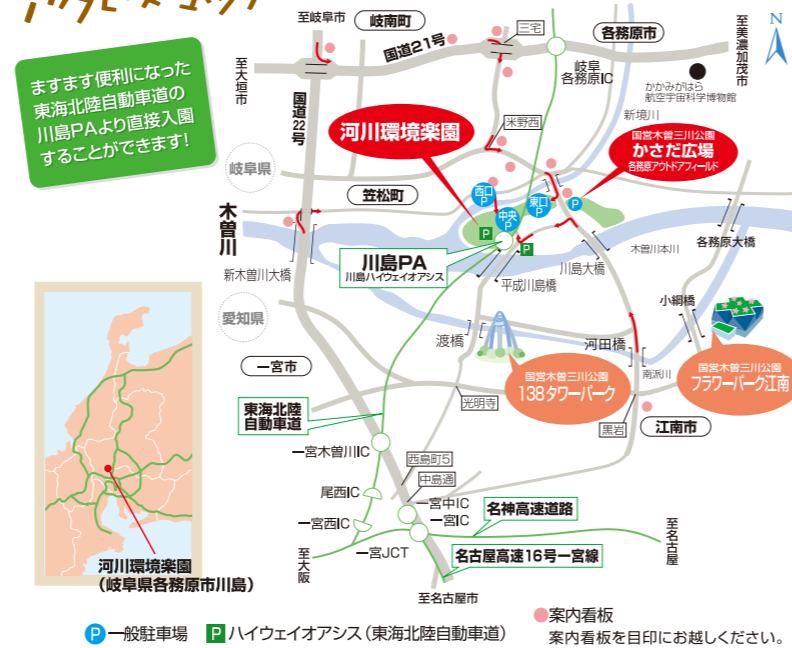 アクセスマップ
ますます便利になった
東海北陸自動車道の
川島PAより直接入園
することができます!
至岐阜市
岐南町
三宅
各務原市
至美濃加茂市
N
至大垣市
国道21号
国道22号
岐阜
各務原IC
かかみがはら
航空宇宙科学博物館
新境川
米野西
河川環境楽園
国営木曽三川公園
かさだ広場
各務原アウトドアフィールド
岐阜県
笠松町
西口
P
中央
P
東口
P
P
木曽川
P
P
川島PA
川島ハイウェイオアシス
新木曽川大橋
平成川島橋
川島大橋
木曽川本川
各務原大橋
小網橋
愛知県
渡橋
河田橋
南派川
一宮市
国営木曽三川公園
138タワーパーク
国営木曽三川公園
フラワーパーク江南
東海北陸
自動車道
光明寺
黒岩
江南市
一宮木曽川IC
西島町5
中島通
尾西IC
一宮中IC
一宮西IC
一宮IC
名神高速道路
至名古屋
至大阪
一宮JCT
名古屋高速16号一宮線
至名古屋市
河川環境楽園
(岐阜県各務原市川島)
P 一般駐車場 P ハイウェイオアシス(東海北陸自動車道)
案内看板
案内看板を目印にお越しください。